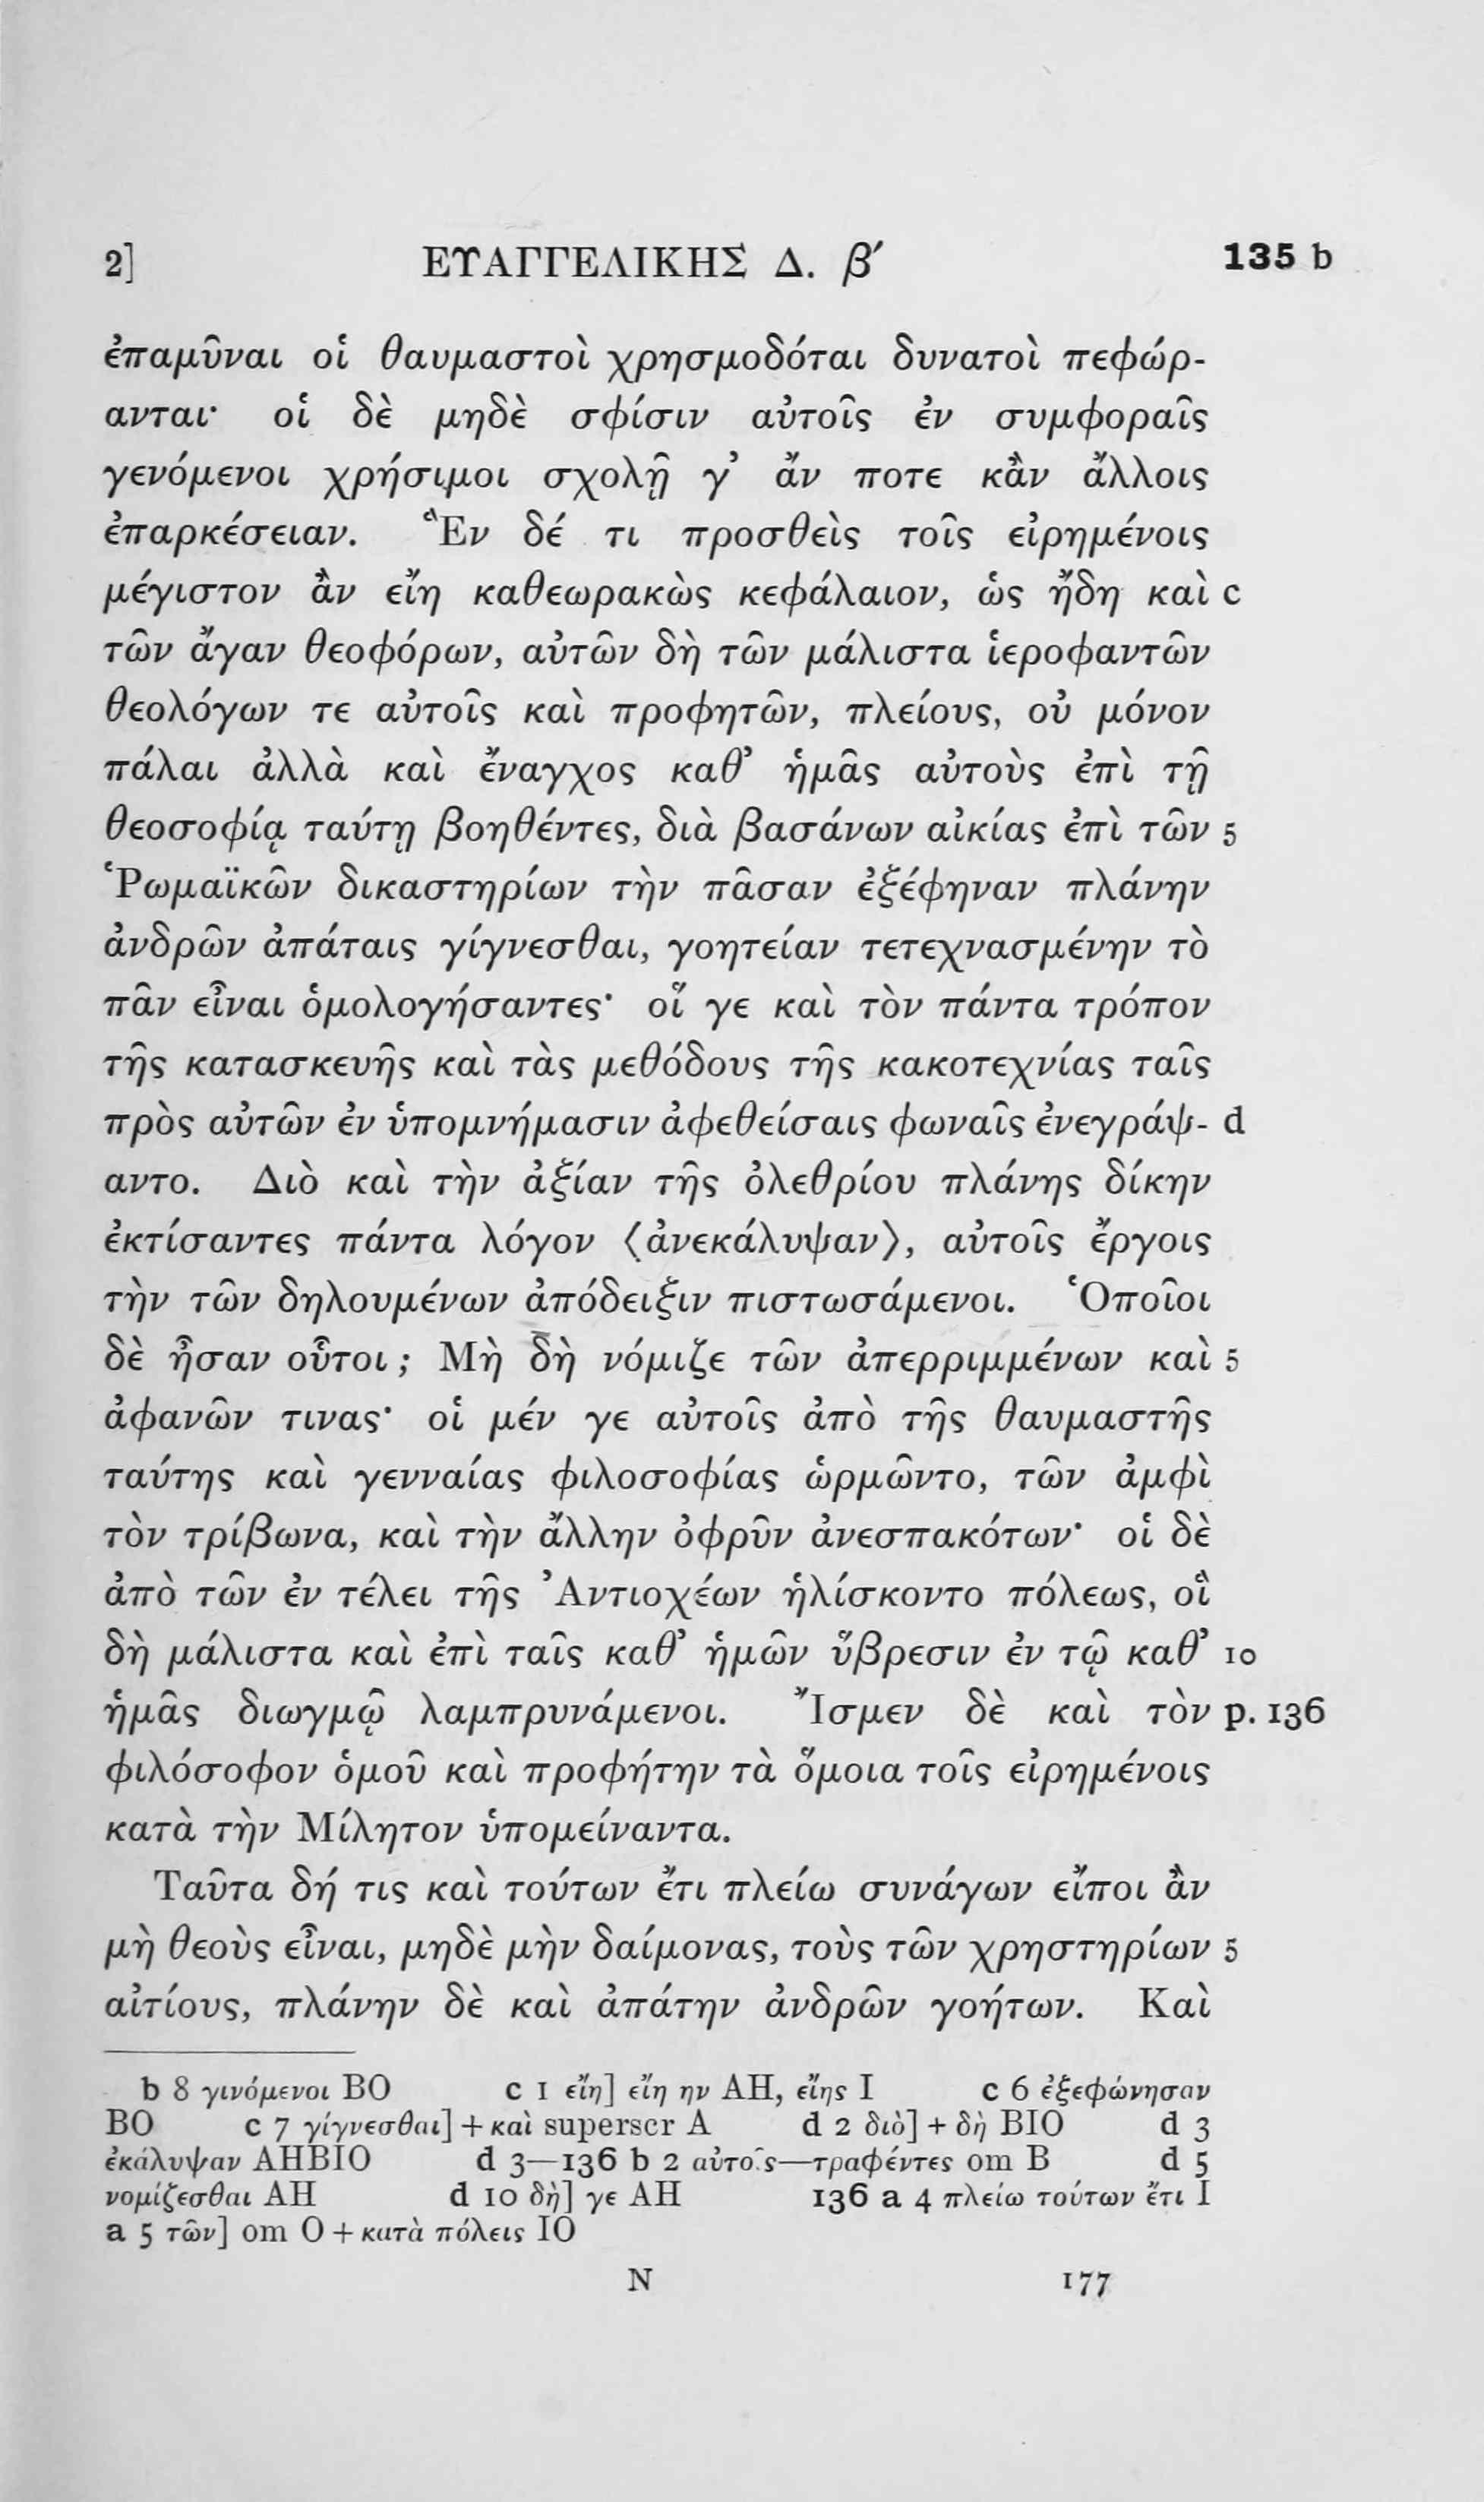 2] ΕΥΑΓΓΕΛΙΚΗΣ Δ. β′ 135 b
ἐπαμῦναι οἱ θαυμαστοὶ χρησμοδόται δυνατοὶ πεφώρ-
ανται· οἱ δὲ μηδὲ σφίσιν αὐτοῖς ἐν συμφοραῖς
γενόμενοι χρήσιμοι σχολῇ γ’ ἄν ποτε κἂν ἄλλοις
ἐπαρκέσειαν. Ἓν δέ τι προσθεὶς τοῖς εἰρημένοις
μέγιστον ἂν εἴη καθεωρακὼς κεφάλαιον, ὡς ἤδη καὶ c
τῶν ἄγαν θεοφόρων, αὐτῶν δὴ τῶν μάλιστα ἱεροφαντῶν
θεολόγων τε αὐτοῖς καὶ προφητῶν, πλείους, οὐ μόνον
πάλαι ἀλλὰ καὶ ἔναγχος καθ’ ἡμᾶς αὐτοὺς ἐπὶ τῇ
θεοσοφίᾳ ταύτῃ βοηθέντες, διὰ βασάνων αἰκίας ἐπὶ τῶν 5
Ῥωμαϊκῶν δικαστηρίων τὴν πᾶσαν ἐξέφηναν πλάνην
ἀνδρῶν ἀπάταις γίγνεσθαι, γοητείαν τετεχνασμένην τὸ
πᾶν εἶναι ὁμολογήσαντες· οἵ γε καὶ τὸν πάντα τρόπον
τῆς κατασκευῆς καὶ τὰς μεθόδους τῆς κακοτεχνίας ταῖς
πρὸς αὐτῶν ἐν ὑπομνήμασιν ἀφεθείσαις φωναῖς ἐνεγράψ- d
αντο. Διὸ καὶ τὴν ἀξίαν τῆς ὀλεθρίου πλάνης δίκην
ἐκτίσαντες πάντα λόγον ⟨ἀνεκάλυψαν⟩, αὐτοῖς ἔργοις
τὴν τῶν δηλουμένων ἀπόδειξιν πιστωσάμενοι. Ὁποῖοι
δὲ ἦσαν οὗτοι; Μὴ δὴ νόμιζε τῶν ἀπερριμμένων καὶ 5
ἀφανῶν τινας· οἱ μέν γε αὐτοῖς ἀπὸ τῆς θαυμαστῆς
ταύτης καὶ γενναίας φιλοσοφίας ὡρμῶντο, τῶν ἀμφὶ
τὸν τρίβωνα, καὶ τὴν ἄλλην ὀφρῦν ἀνεσπακότων· οἱ δὲ
ἀπὸ τῶν ἐν τέλει τῆς Ἀντιοχέων ἡλίσκοντο πόλεως, οἳ
δὴ μάλιστα καὶ ἐπὶ ταῖς καθ’ ἡμῶν ὕβρεσιν ἐν τῷ καθ’ 10
ἡμᾶς διωγμῷ λαμπρυνάμενοι. Ἴσμεν δὲ καὶ τὸν p. 136
φιλόσοφον ὁμοῦ καὶ προφήτην τὰ ὅμοια τοῖς εἰρημένοις
κατὰ τὴν Μίλητον ὑπομείναντα.
Ταῦτα δή τις καὶ τούτων ἔτι πλείω συνάγων εἴποι ἂν
μὴ θεοὺς εἶναι, μηδὲ μὴν δαίμονας, τοὺς τῶν χρηστηρίων 5
αἰτίους, πλάνην δὲ καὶ ἀπάτην ἀνδρῶν γοήτων. Καὶ
b 8 γινόμενοι BO c 1 εἴη] εἴη ην AH, εἴης I c 6 ἐξεφώνησαν
BO c 7 γίγνεσθαι] + καὶ superscr A d 2 διὸ] + δὴ BIO d 3
ἐκάλυψαν AHBIO d 3—136 b 2 αὐτοῖς—τραφέντες om B d 5
νομίζεσθαι AH d 10 δὴ] γε AH 136 a 4 πλείω τούτων ἔτι I
a 5 τῶν] om O + κατὰ πόλεις IO
N 177